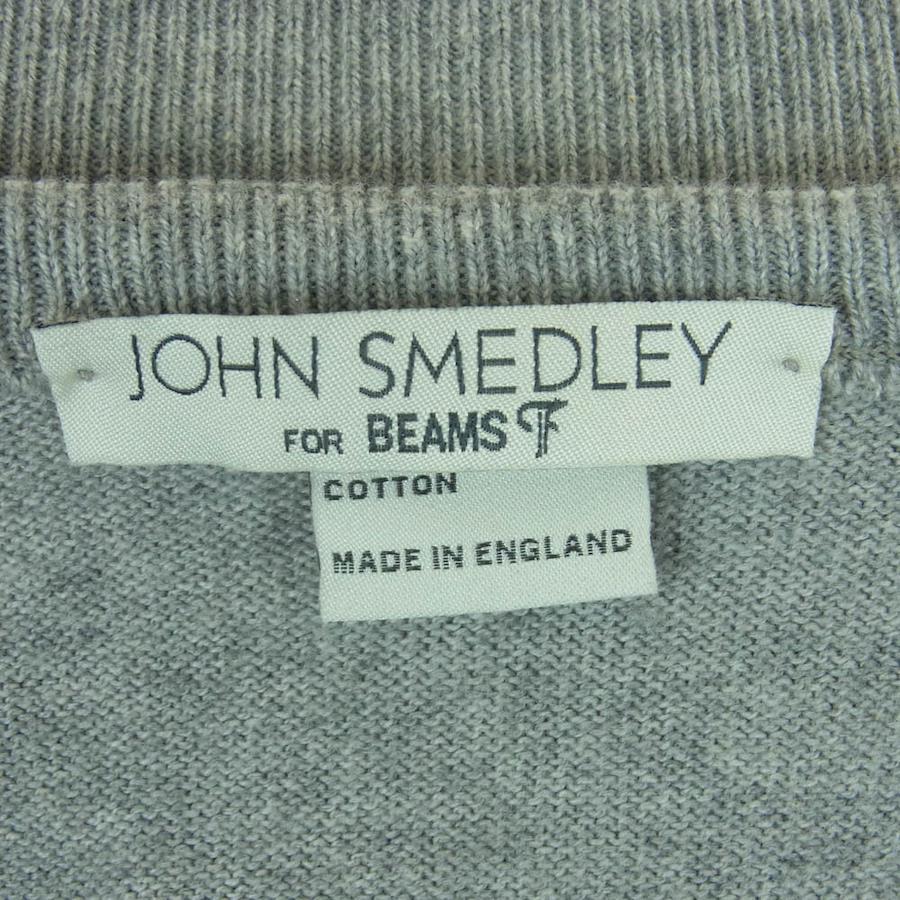 JOHN SMEDLEY
FOR BEAMS F
COTTON
MADE IN ENGLAND